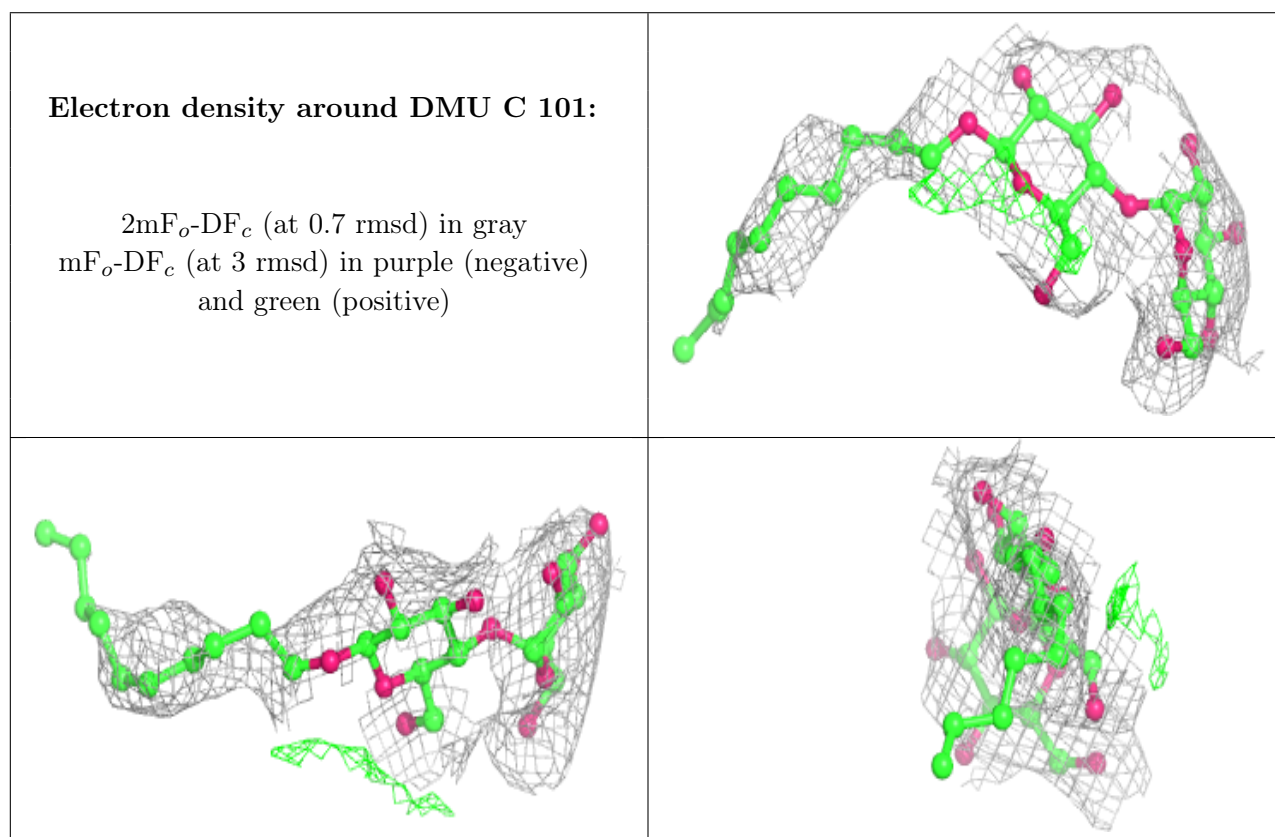 Electron density around DMU C 101:
2mFo-DFc (at 0.7 rmsd) in gray
mFo-DFc (at 3 rmsd) in purple (negative)
and green (positive)